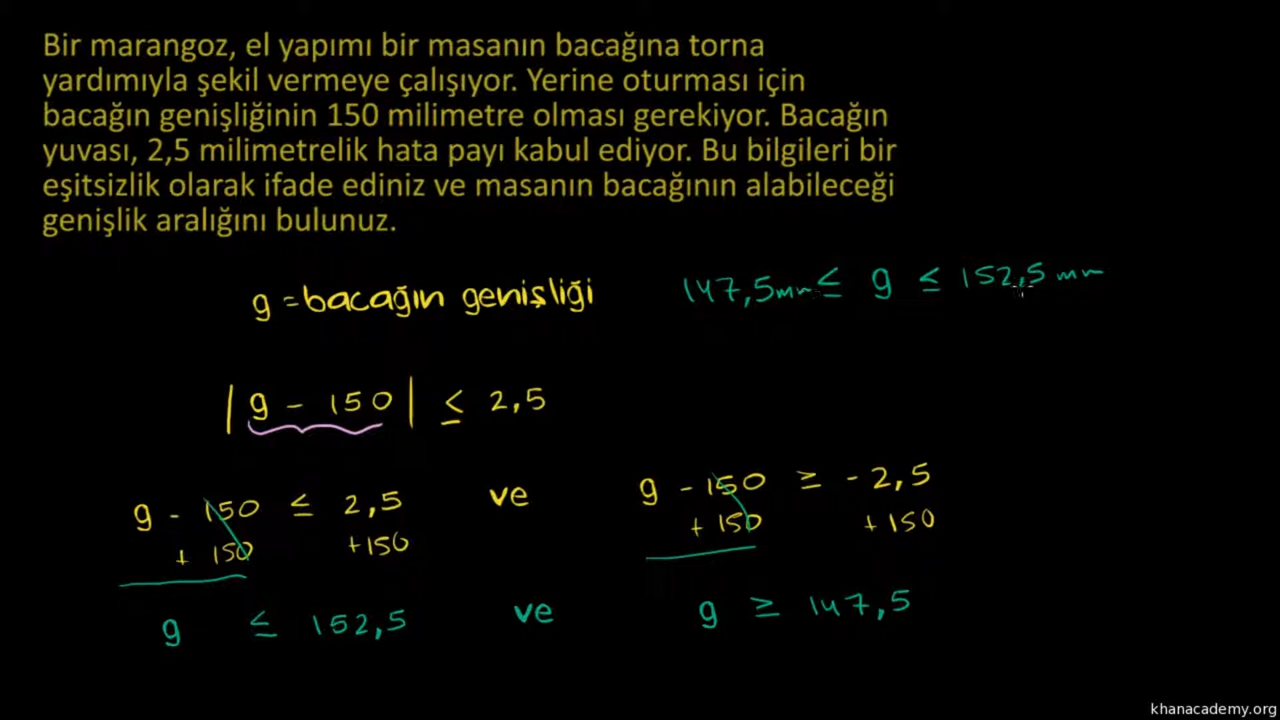 Bir marangoz, el yapımı bir masanın bacağına torna
yardımıyla şekil vermeye çalışıyor. Yerine oturması için
bacağın genişliğinin 150 milimetre olması gerekiyor. Bacağın
yuvası, 2,5 milimetrelik hata payı kabul ediyor. Bu bilgileri bir
eşitsizlik olarak ifade ediniz ve masanın bacağının alabileceği
genişlik aralığını bulunuz.
g = bacağın genişliği
147,5mm ≤ g ≤ 152,5 mm
|g - 150| ≤ 2,5
g - 150 ≤ 2,5 ve g - 150 ≥ - 2,5
+ 150 +150 + 150 +150
g ≤ 152,5 ve g ≥ 147,5
khanacademy.org